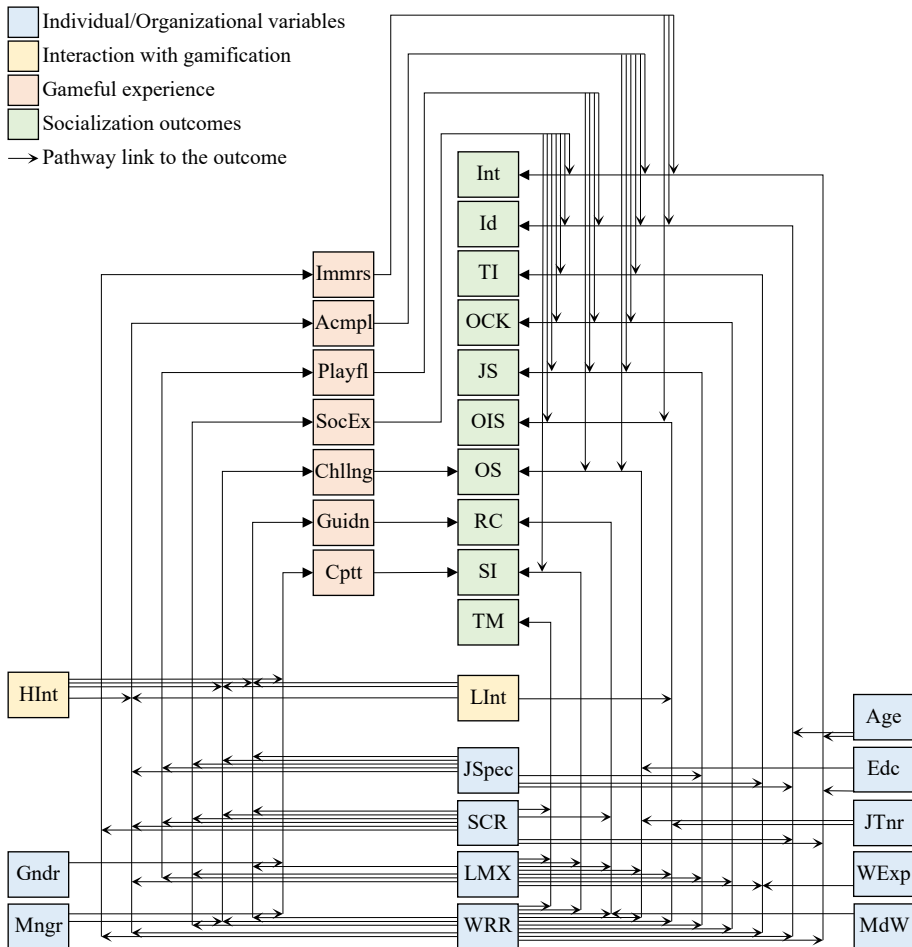 Individual/Organizational variables
Interaction with gamification
Gameful experience
Socialization outcomes
Pathway link to the outcome
Int
Id
Immrs
TI
Acmpl
OCK
Playfl
JS
SocEx
OIS
Chllng
OS
Guidn
RC
Cptt
SI
TM
HInt
LInt
Age
JSpec
Edc
SCR
JTnr
Gndr
LMX
WExp
Mngr
WRR
MdW